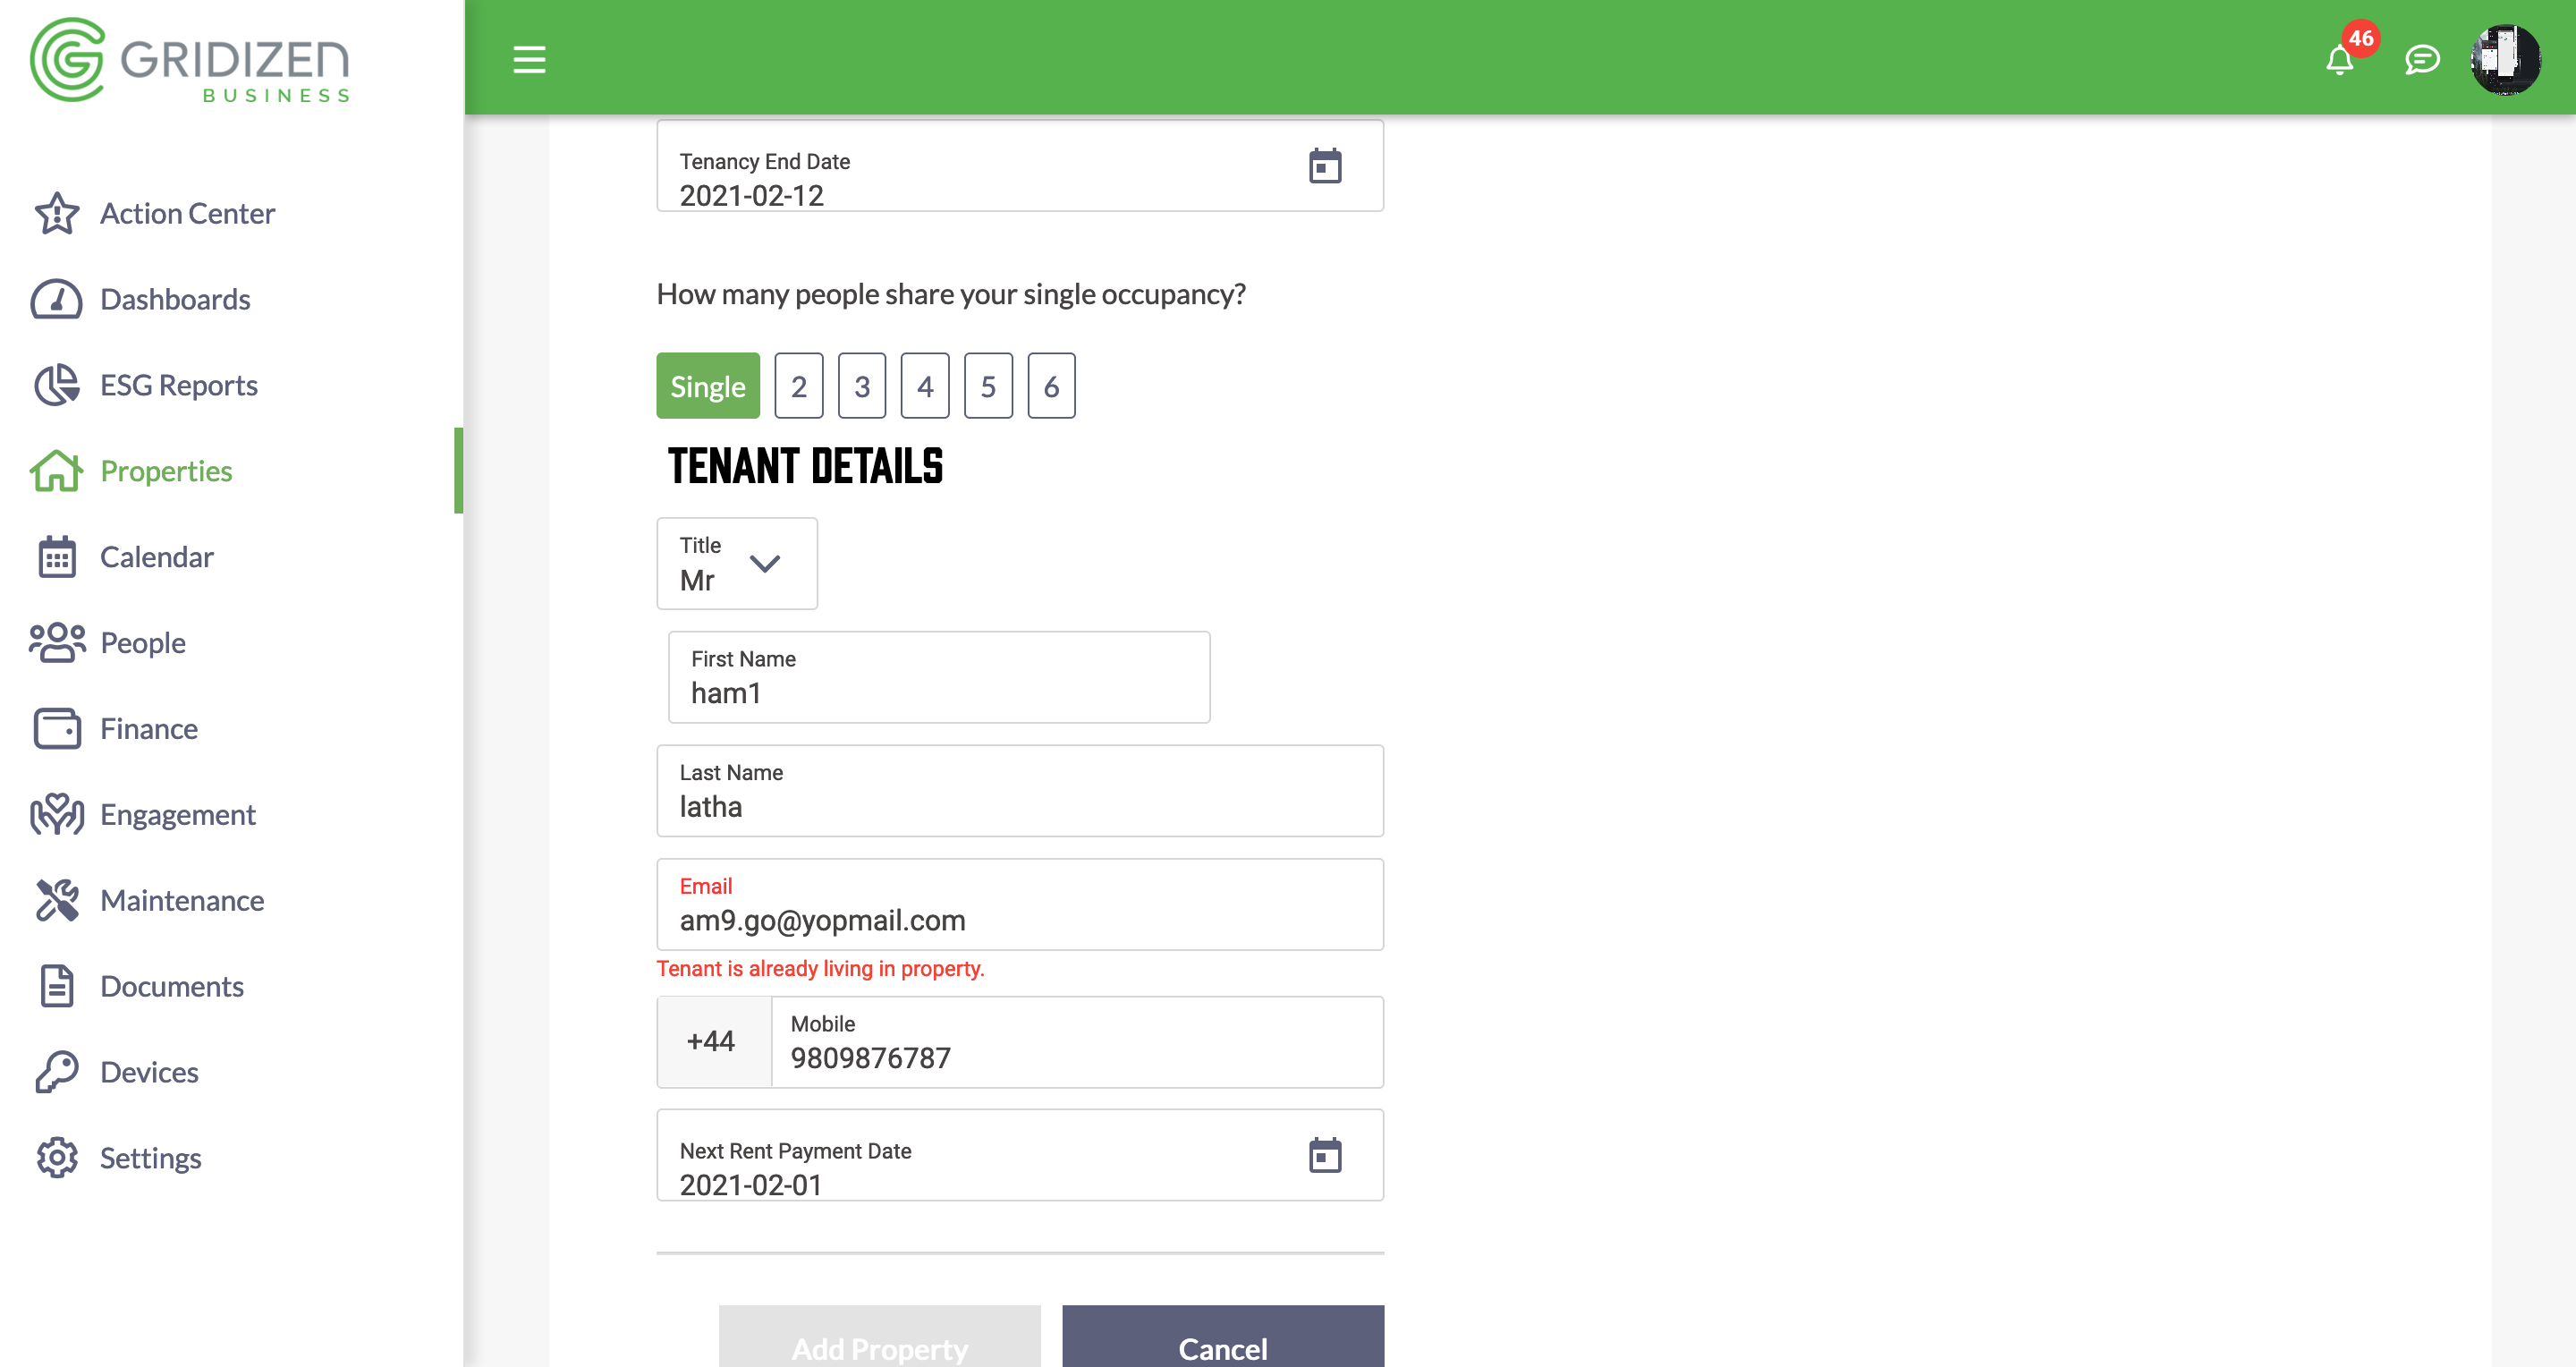 GRIDIZEN
BUSINESS
46
Action Center
Dashboards
ESG Reports
Properties
Calendar
People
Finance
Engagement
Maintenance
Documents
Devices
Settings
Tenancy End Date
2021-02-12
How many people share your single occupancy?
Single 2 3 4 5 6
TENANT DETAILS
Title
Mr
First Name
ham1
Last Name
latha
Email
am9.go@yopmail.com
Tenant is already living in property.
+44
Mobile
9809876787
Next Rent Payment Date
2021-02-01
Add Property Cancel